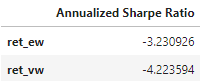 Annualized Sharpe Ratio
ret_ew -3.230926
ret_vw -4.223594